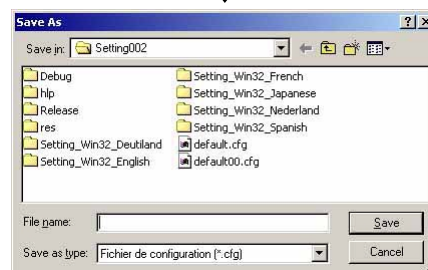 Save As
Save in: Setting002
Debug
hlp
Release
res
Setting_Win32_Deutiland
Setting_Win32_English
Setting_Win32_French
Setting_Win32_Japanese
Setting_Win32_Nederland
Setting_Win32_Spanish
default.cfg
default00.cfg
File name:
Save
Save as type: Fichier de configuration (*.cfg)
Cancel